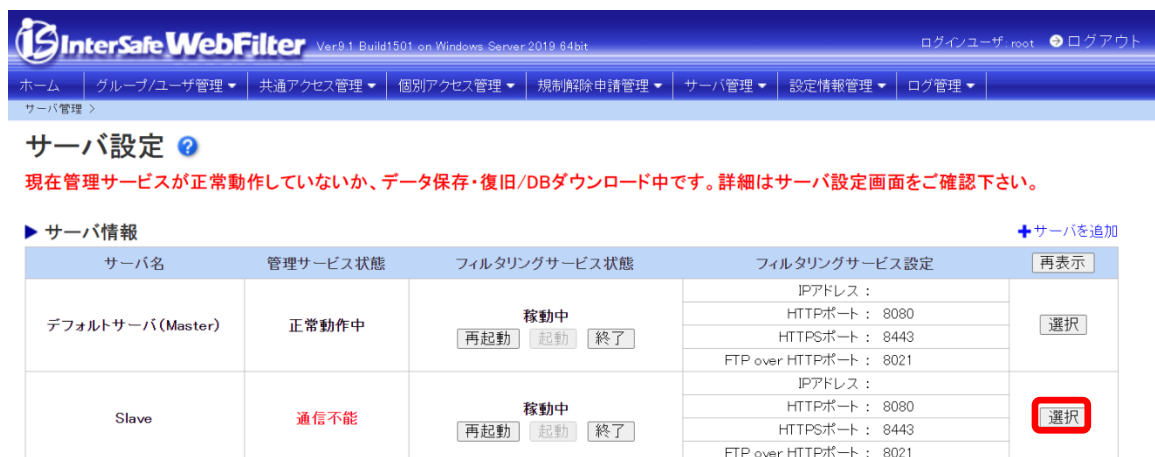 InterSafe WebFilter Ver.9.1 Build1501 on Windows Server 2019 64bit ログインユーザ: root ログアウト
ホーム グループ/ユーザ管理▼ 共通アクセス管理▼ 個別アクセス管理▼ 規制解除申請管理▼ サーバ管理▼ 設定情報管理▼ ログ管理▼
サーバ管理 >
サーバ設定 ?
現在管理サービスが正常動作していないか、データ保存・復旧/DBダウンロード中です。詳細はサーバ設定画面をご確認下さい。
▶ サーバ情報 +サーバを追加
サーバ名 管理サービス状態 フィルタリングサービス状態 フィルタリングサービス設定 再表示
デフォルトサーバ(Master) 正常動作中 稼動中
再起動 起動 終了
IPアドレス:
HTTPポート: 8080
HTTPSポート: 8443
FTP over HTTPポート: 8021
選択
Slave 通信不能 稼動中
再起動 起動 終了
IPアドレス:
HTTPポート: 8080
HTTPSポート: 8443
FTP over HTTPポート: 8021
選択